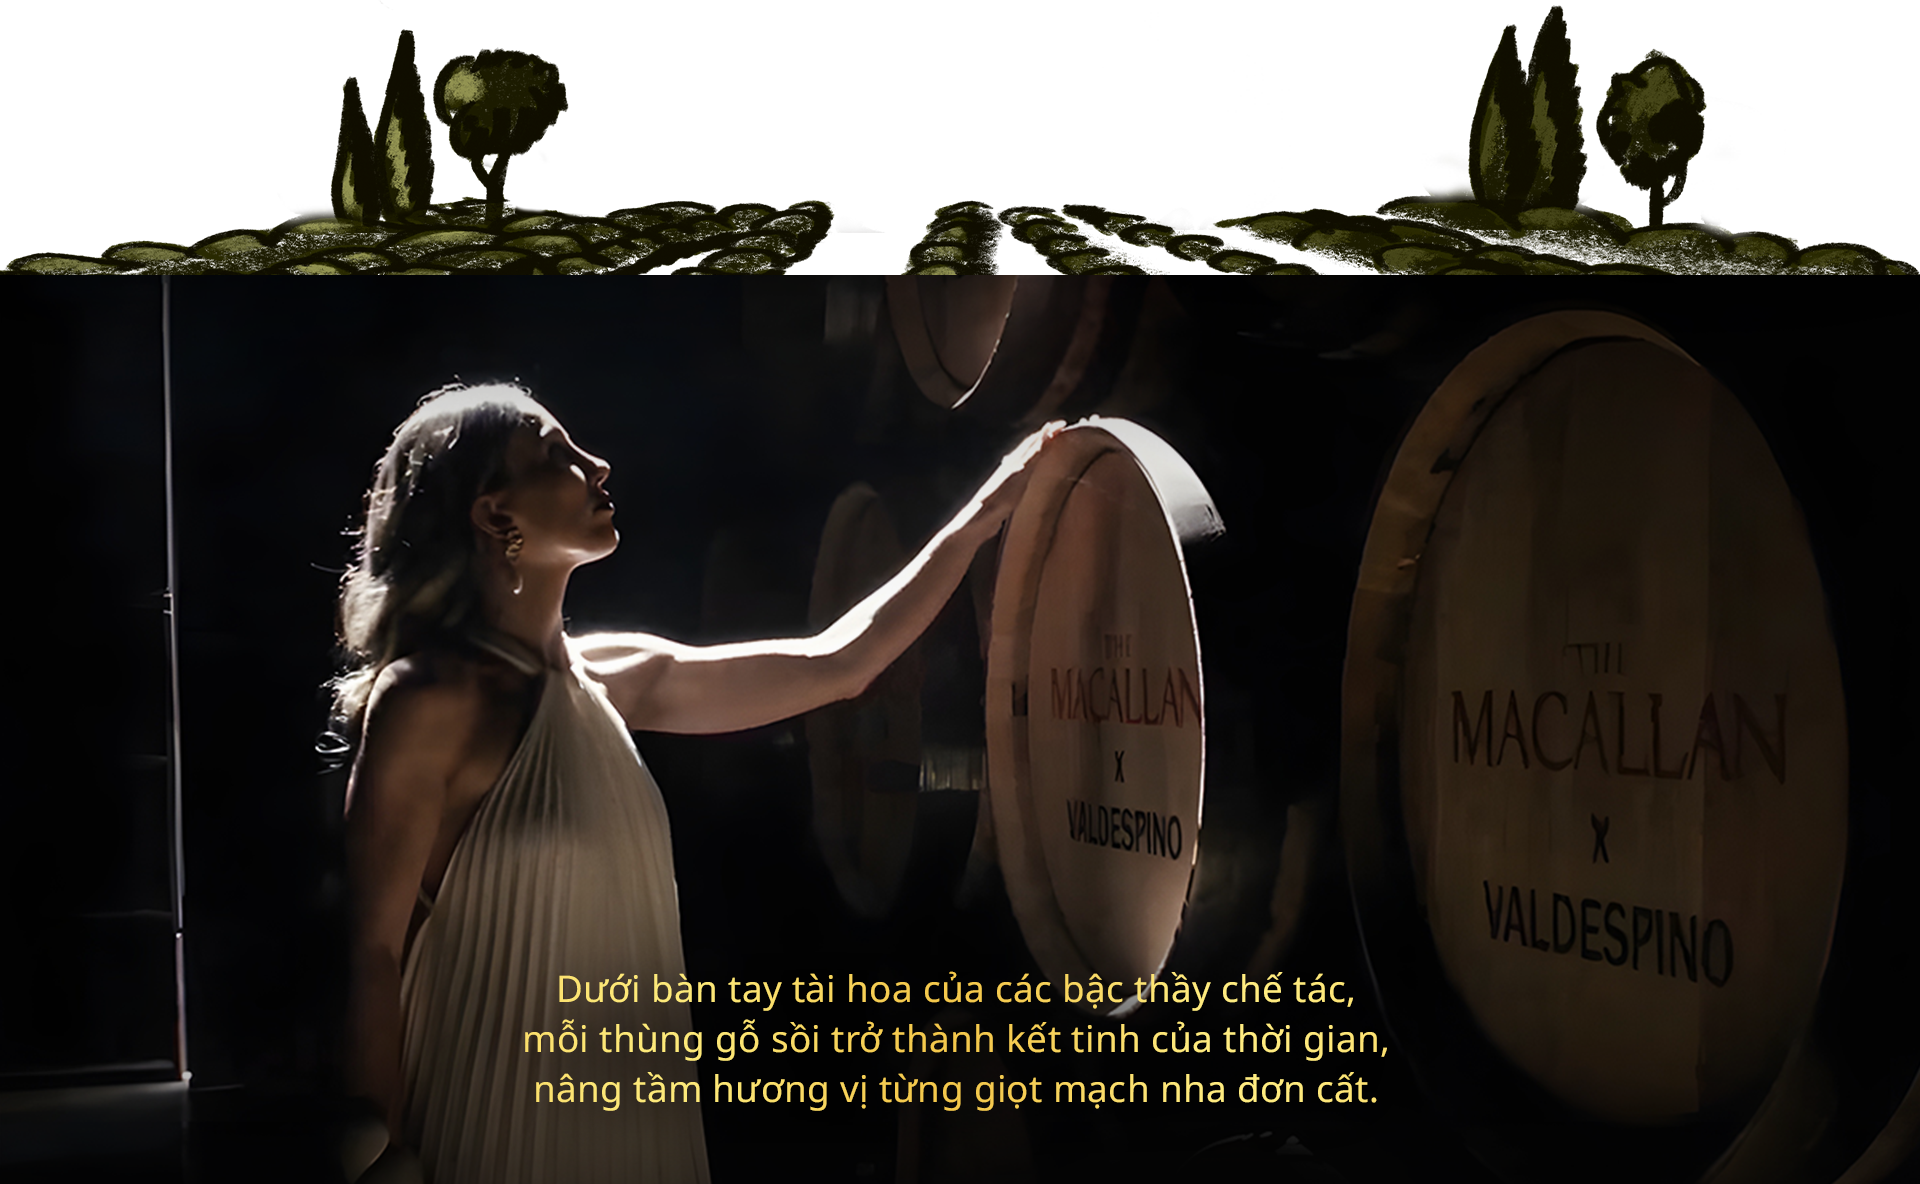 THE
MACALLAN
X
VALDESPINO
THE
MACALLAN
X
VALDESPINO
Dưới bàn tay tài hoa của các bậc thầy chế tác,
mỗi thùng gỗ sồi trở thành kết tinh của thời gian,
nâng tầm hương vị từng giọt mạch nha đơn cất.